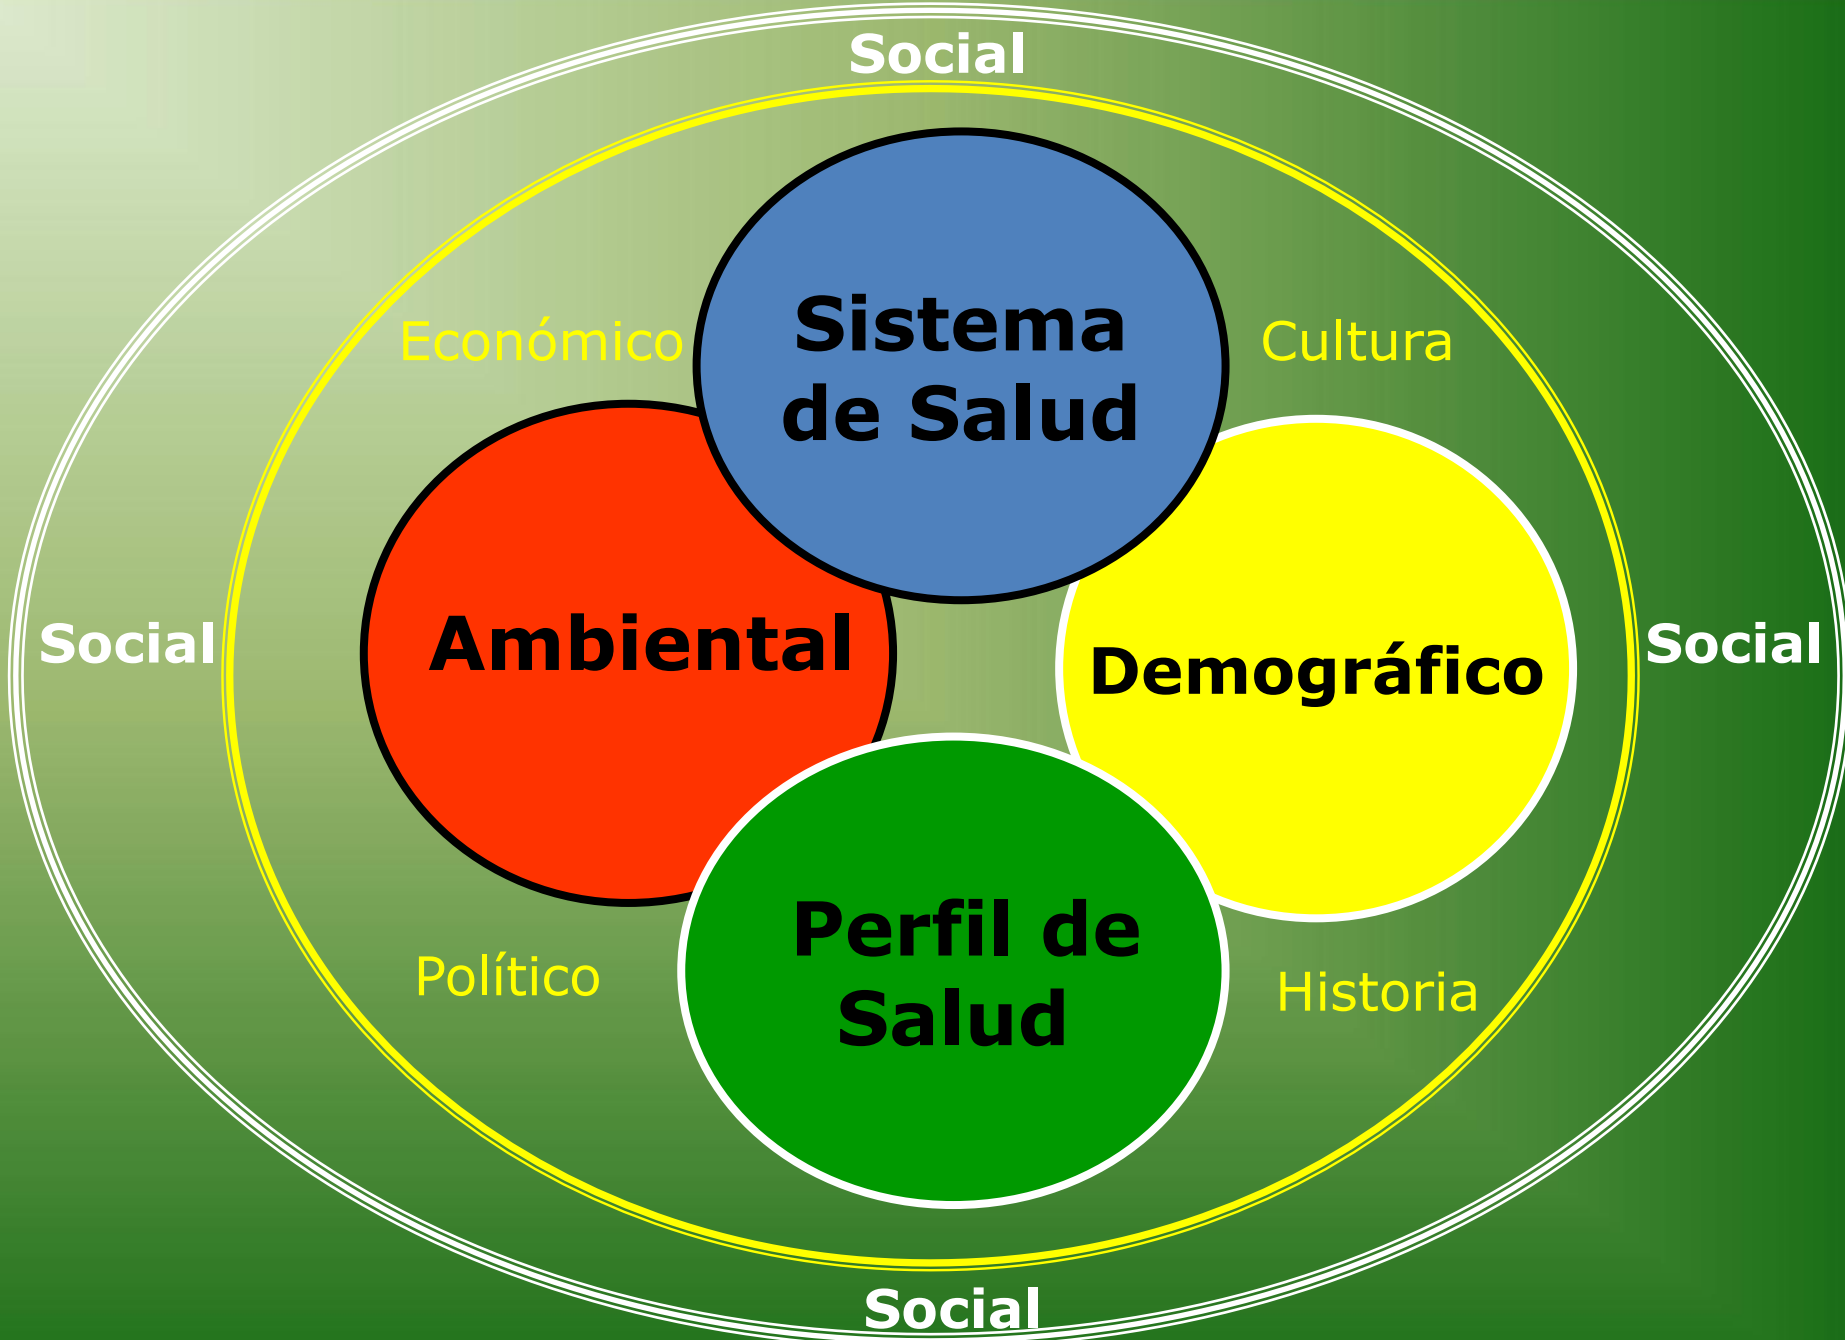 Social
Sistema
de Salud
Económico
Cultura
Ambiental
Demográfico
Social
Social
Perfil de
Salud
Político
Historia
Social